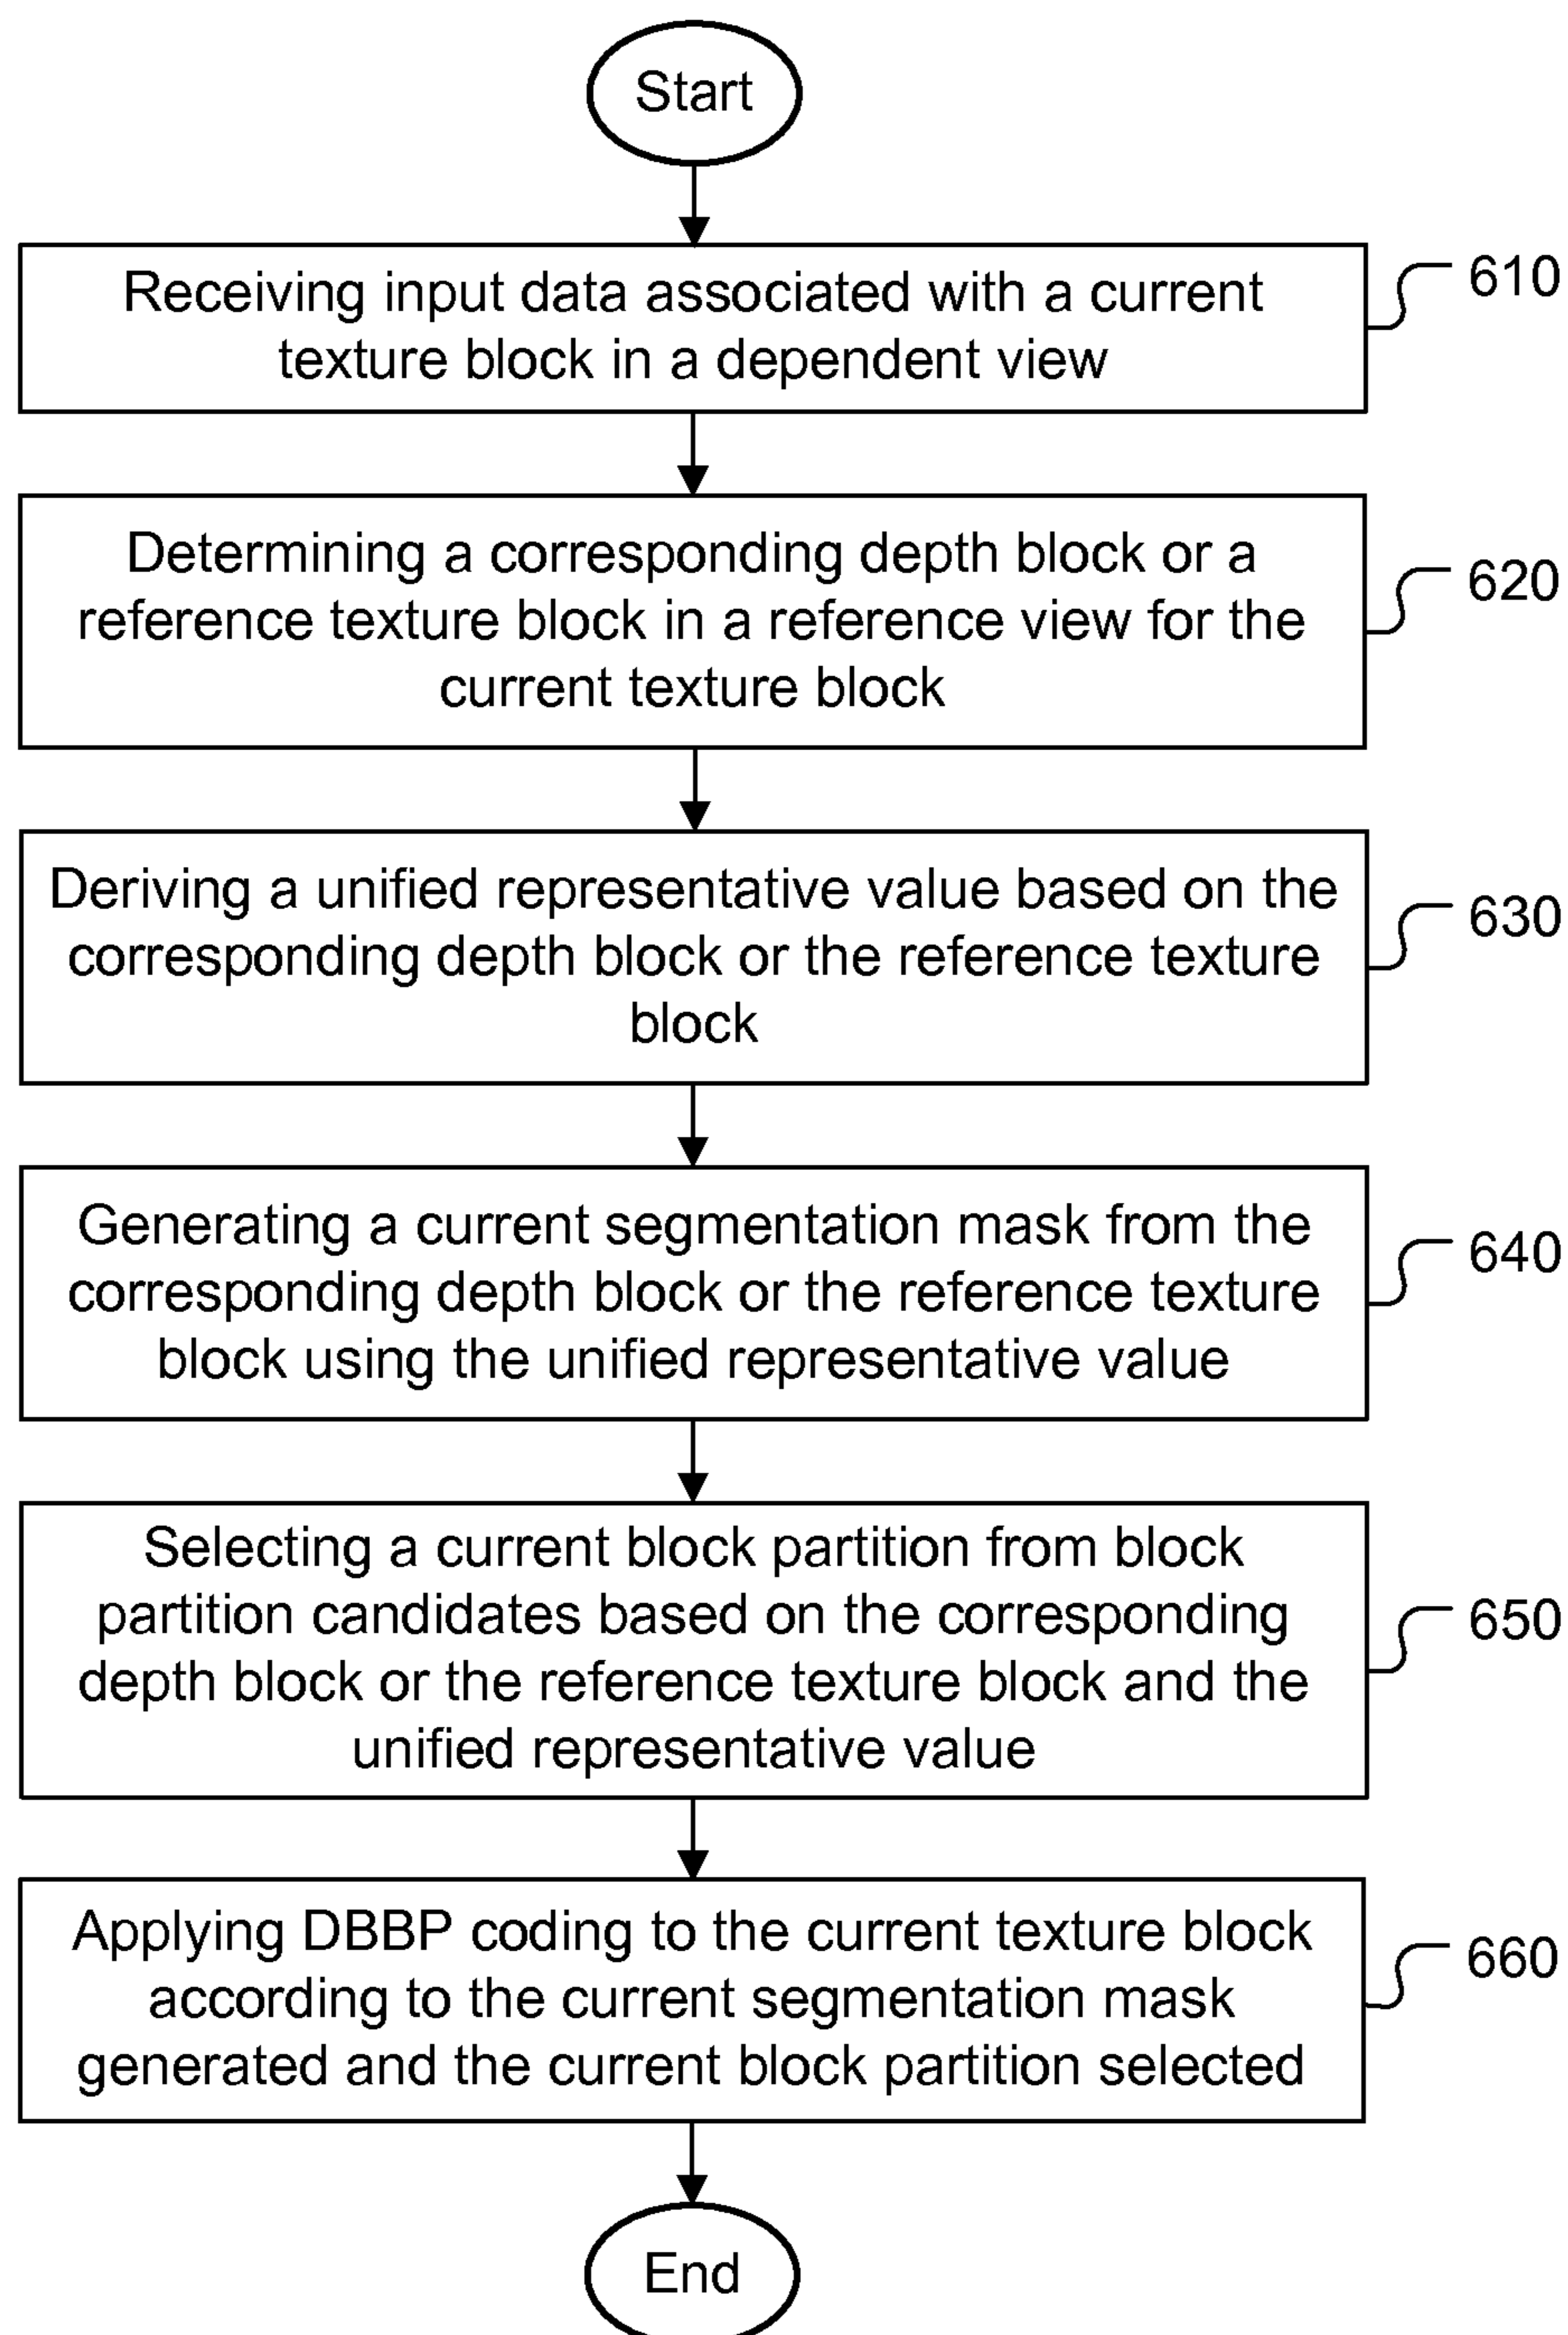 Start
Receiving input data associated with a current
texture block in a dependent view
610
Determining a corresponding depth block or a
reference texture block in a reference view for the
current texture block
620
Deriving a unified representative value based on the
corresponding depth block or the reference texture
block
630
Generating a current segmentation mask from the
corresponding depth block or the reference texture
block using the unified representative value
640
Selecting a current block partition from block
partition candidates based on the corresponding
depth block or the reference texture block and the
unified representative value
650
Applying DBBP coding to the current texture block
according to the current segmentation mask
generated and the current block partition selected
660
End